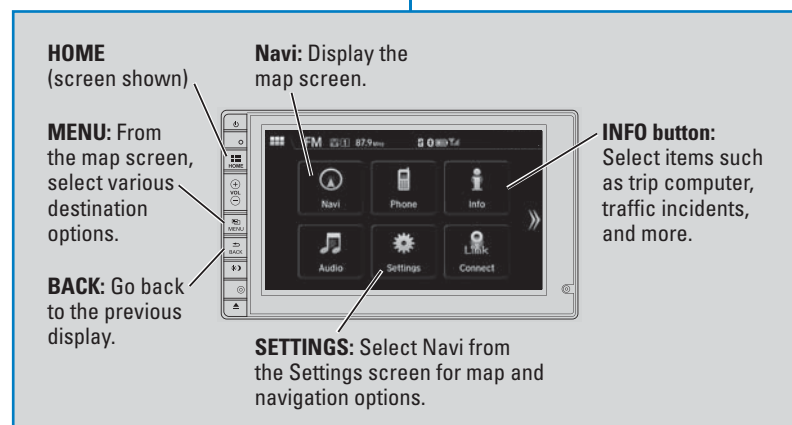 HOME
(screen shown)
MENU: From
the map screen,
select various
destination
options.
BACK: Go back
to the previous
display.
Navi: Display the
map screen.
HOME
VOL
MENU
BACK
FM 87.9 MHz
Navi
Phone
Info
Audio
Settings
Link
Connect
INFO button:
Select items such
as trip computer,
traffic incidents,
and more.
SETTINGS: Select Navi from
the Settings screen for map and
navigation options.